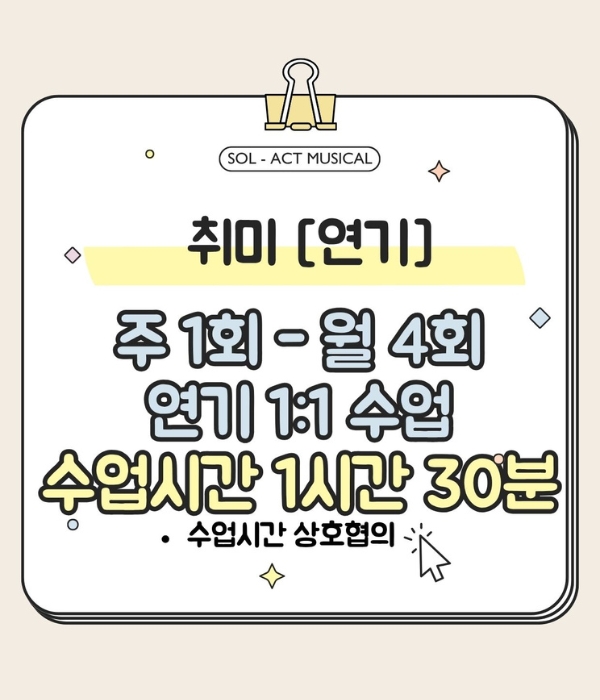 SOL - ACT MUSICAL
취미 [연기]
주 1회 - 월 4회
연기 1:1 수업
수업시간 1시간 30분
• 수업시간 상호협의